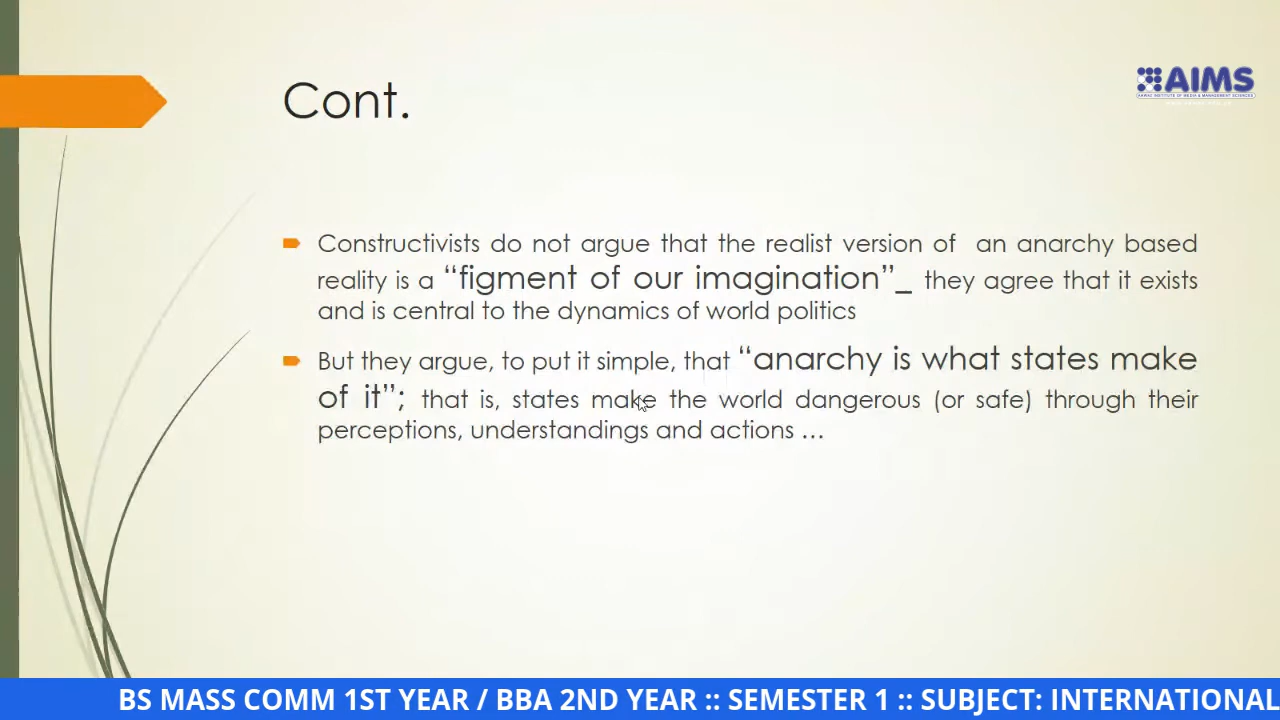 Cont.
AIMS
Constructivists do not argue that the realist version of an anarchy based
reality is a “figment of our imagination”_ they agree that it exists
and is central to the dynamics of world politics
But they argue, to put it simple, that “anarchy is what states make
of it”; that is, states make the world dangerous (or safe) through their
perceptions, understandings and actions …
BS MASS COMM 1ST YEAR / BBA 2ND YEAR :: SEMESTER 1 :: SUBJECT: INTERNATIONAL